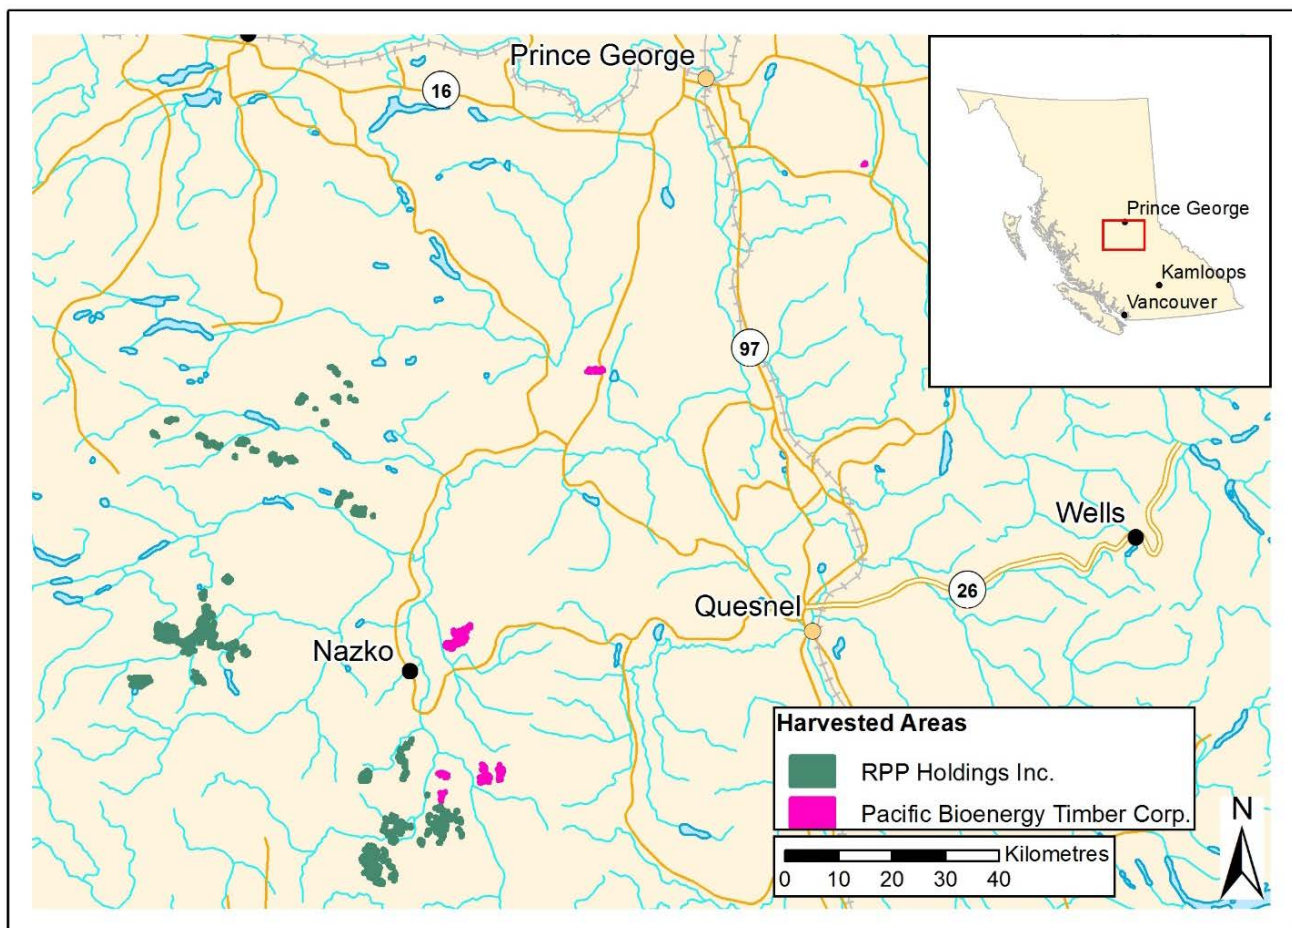 Prince George
16
Prince George
Kamloops
Vancouver
97
Wells
26
Quesnel
Nazko
Harvested Areas
RPP Holdings Inc.
Pacific Bioenergy Timber Corp.
N
Kilometres
0 10 20 30 40